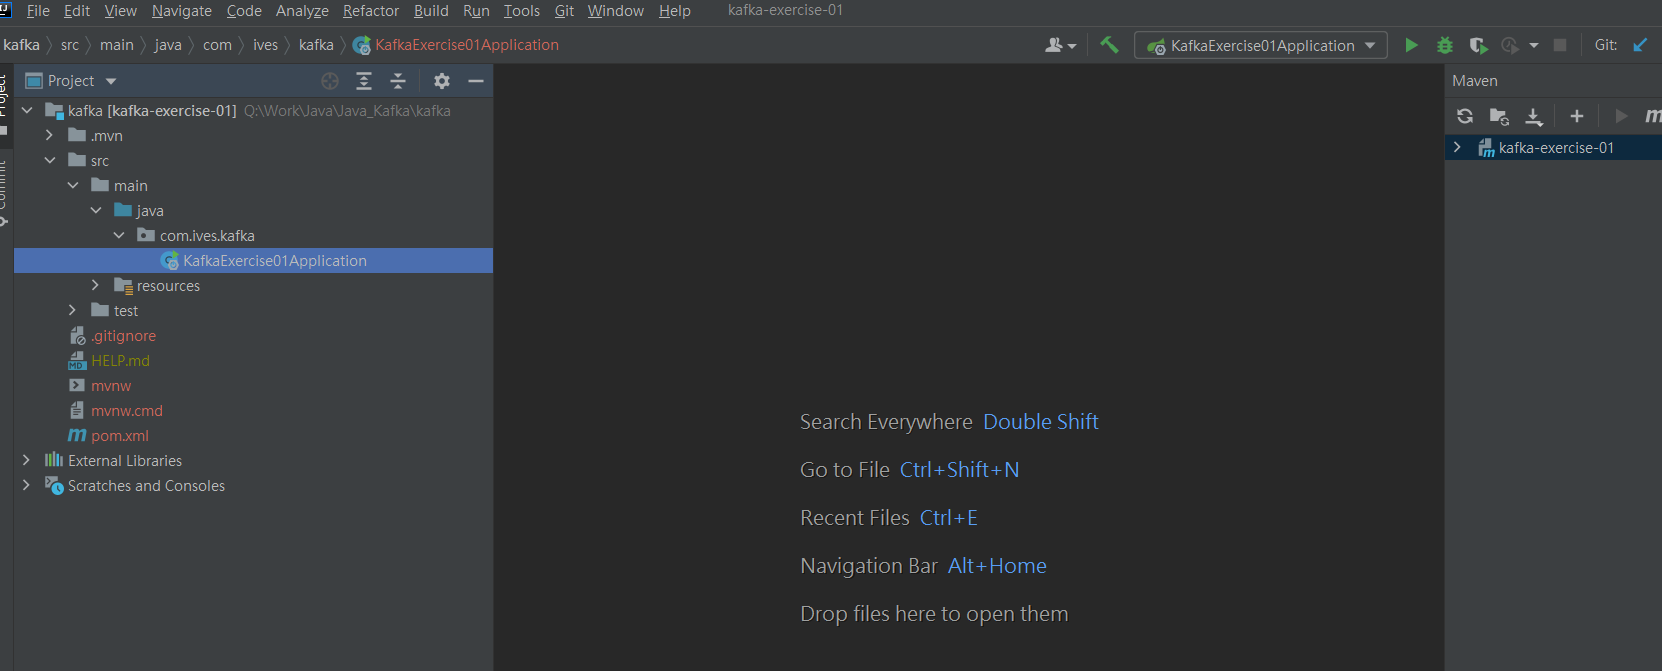 File Edit View Navigate Code Analyze Refactor Build Run Tools Git Window Help kafka-exercise-01
kafka src main java com ives kafka KafkaExercise01Application KafkaExercise01Application Git:
Project
Project
Commit
kafka [kafka-exercise-01] Q:\Work\Java\Java_Kafka\kafka
.mvn
src
main
java
com.ives.kafka
KafkaExercise01Application
resources
test
.gitignore
MD HELP.md
mvnw
mvnw.cmd
m pom.xml
External Libraries
Scratches and Consoles
Search Everywhere Double Shift
Go to File Ctrl+Shift+N
Recent Files Ctrl+E
Navigation Bar Alt+Home
Drop files here to open them
Maven
m
kafka-exercise-01